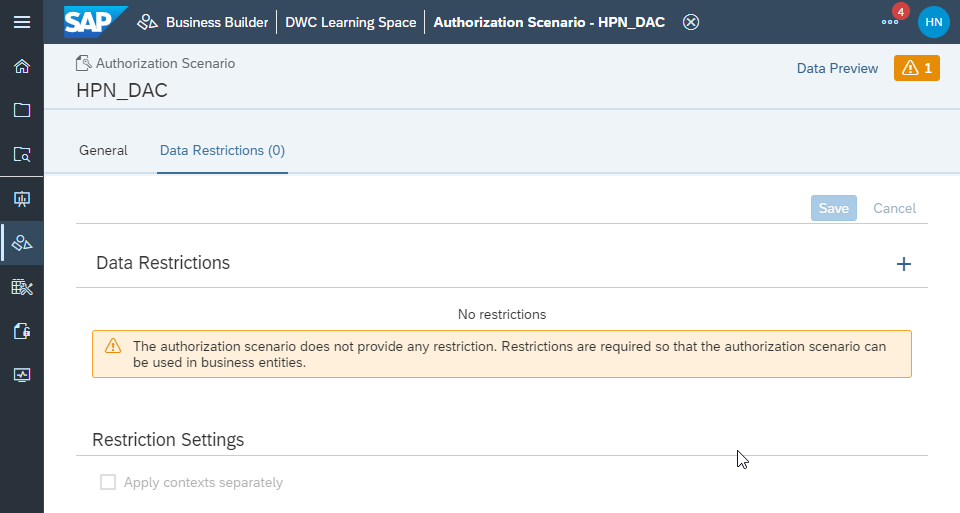 SAP Business Builder DWC Learning Space Authorization Scenario - HPN_DAC 4 HN
Authorization Scenario
HPN_DAC
Data Preview 1
General Data Restrictions (0)
Save Cancel
Data Restrictions
No restrictions
The authorization scenario does not provide any restriction. Restrictions are required so that the authorization scenario can
be used in business entities.
Restriction Settings
Apply contexts separately